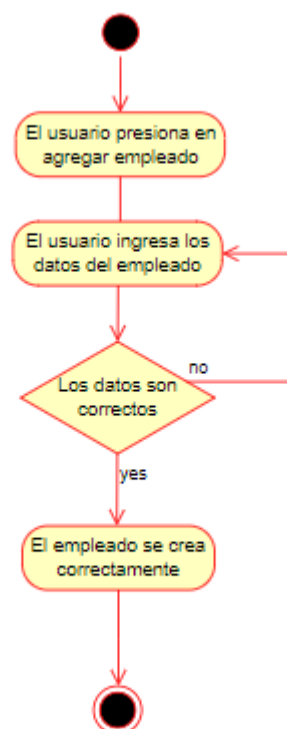 El usuario presiona en
agregar empleado
El usuario ingresa los
datos del empleado
Los datos son
correctos
no
yes
El empleado se crea
correctamente